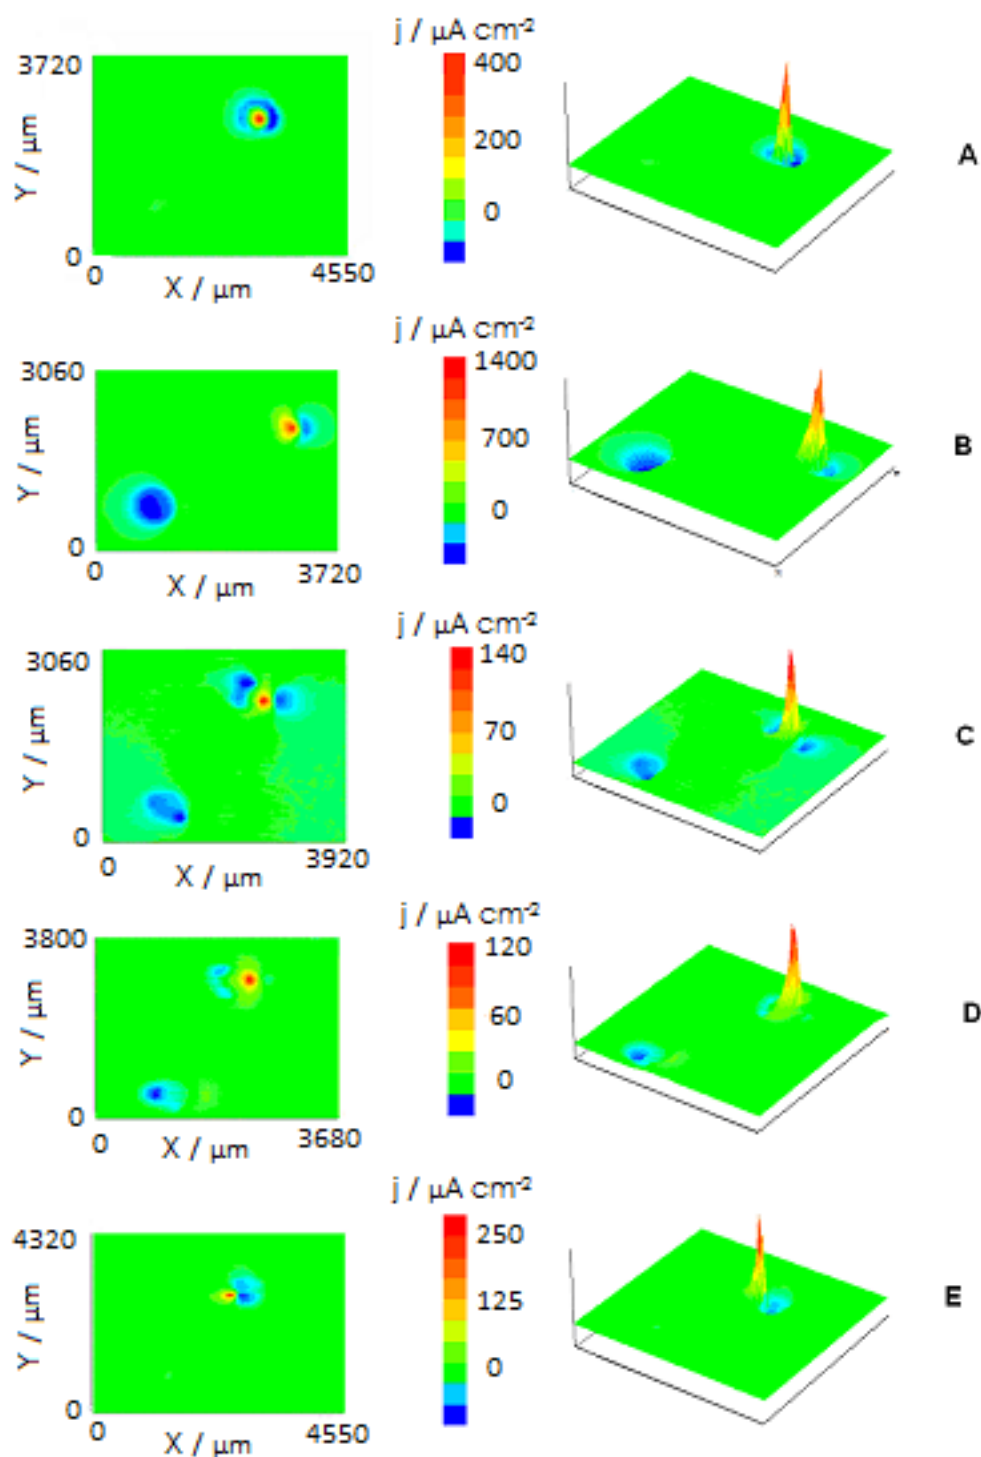 j / µA cm-2
3720
400
200
0
Y / µm
0
0
4550
X / µm
A
j / µA cm-2
3060
1400
700
0
Y / µm
0
0
3720
X / µm
B
j / µA cm-2
3060
140
70
0
Y / µm
0
0
3920
X / µm
C
j / µA cm-2
3800
120
60
0
Y / µm
0
0
3680
X / µm
D
j / µA cm-2
4320
250
125
0
Y / µm
0
0
4550
X / µm
E